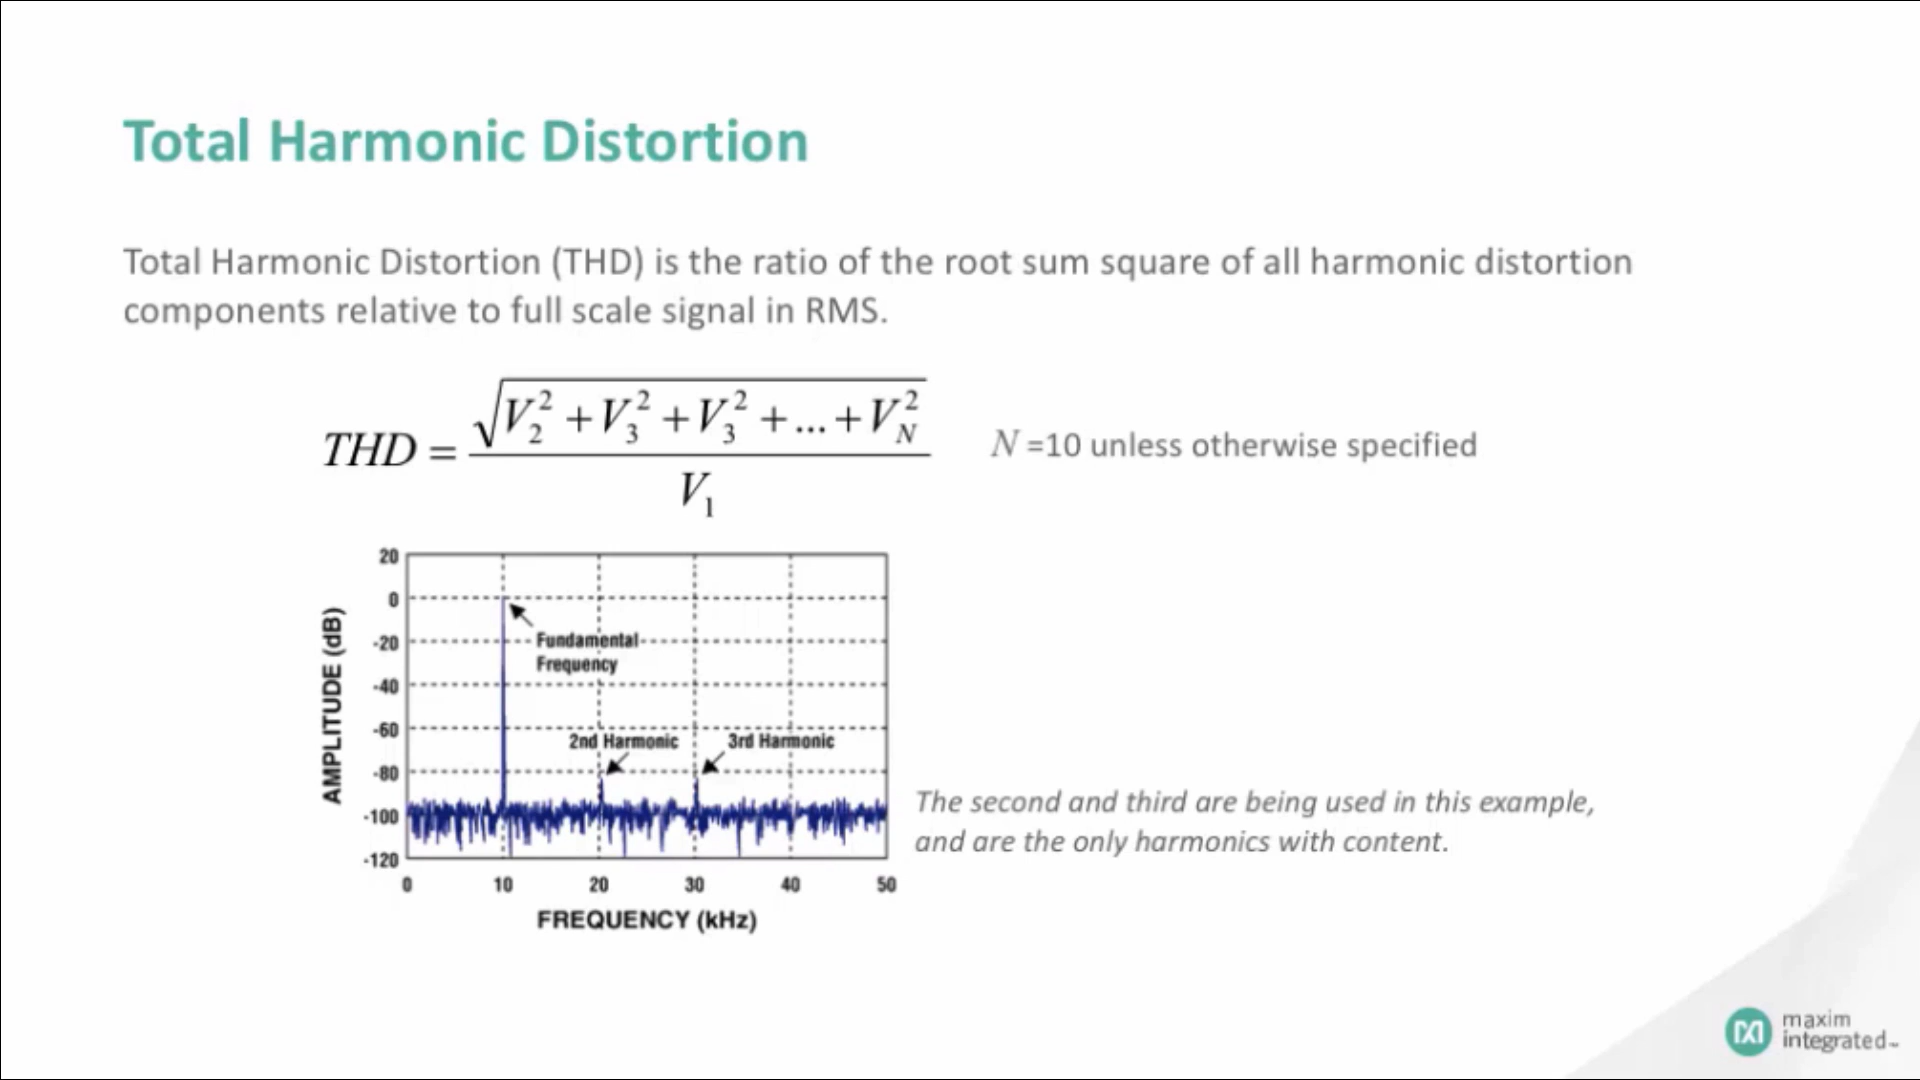 Total Harmonic Distortion
Total Harmonic Distortion (THD) is the ratio of the root sum square of all harmonic distortion
components relative to full scale signal in RMS.
THD = √(V₂² + V₃² + V₃² + ... + V_N²) / V₁
N =10 unless otherwise specified
20
0
-20
-40
-60
-80
-100
-120
AMPLITUDE (dB)
Fundamental
Frequency
2nd Harmonic
3rd Harmonic
0 10 20 30 40 50
FREQUENCY (kHz)
The second and third are being used in this example,
and are the only harmonics with content.
maxim
integrated™